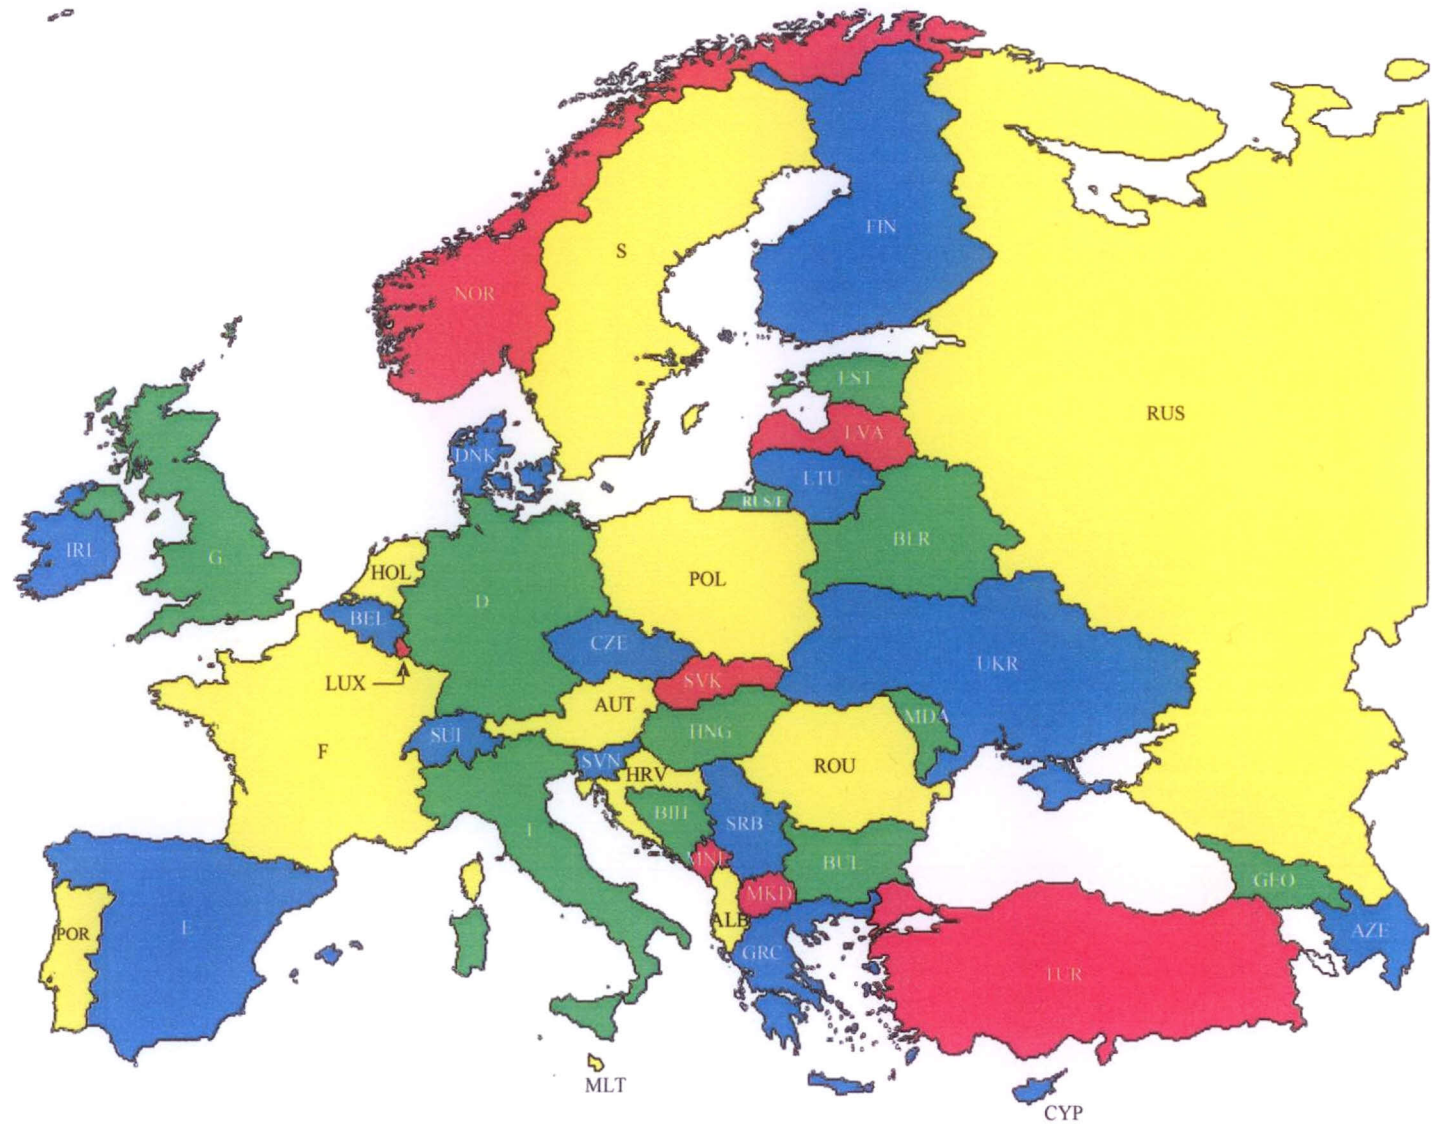 FIN
S
NOR
EST
RUS
LVA
DNK
LTU
RUS/F
BLR
IRL
G
HOL
POL
D
BEL
CZE
UKR
LUX
SVK
AUT
MDA
SUI
HNG
F
SVN
ROU
HRV
BIH
SRB
I
MNE
BUL
GEO
MKD
ALB
POR
E
AZE
GRC
TUR
MLT
CYP